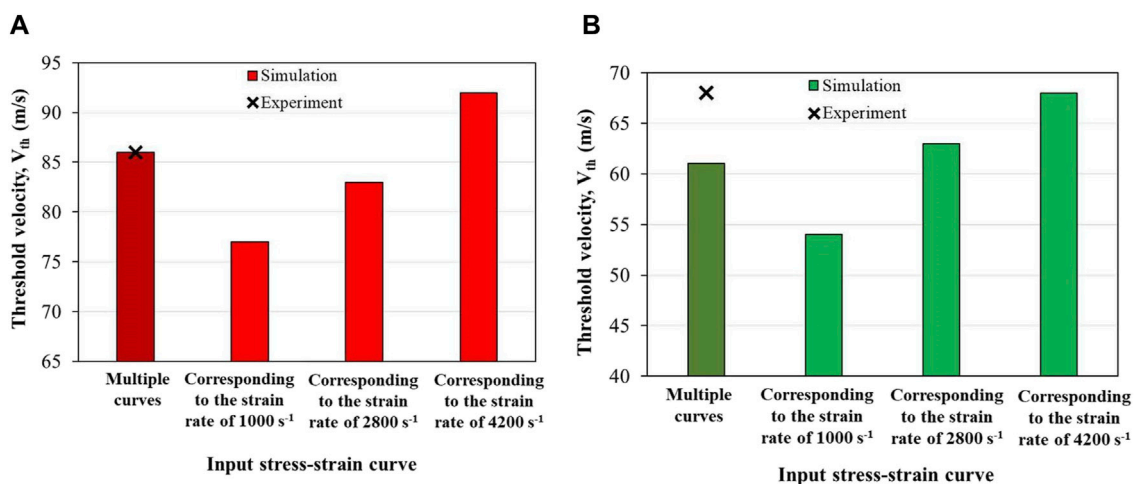 A
Threshold velocity, Vth (m/s)
95
90
85
80
75
70
65
Simulation
Experiment
Multiple
curves
Corresponding
to the strain
rate of 1000 s-1
Corresponding
to the strain
rate of 2800 s-1
Corresponding
to the strain
rate of 4200 s-1
Input stress-strain curve
B
Threshold velocity, Vth (m/s)
70
65
60
55
50
45
40
Simulation
Experiment
Multiple
curves
Corresponding
to the strain
rate of 1000 s-1
Corresponding
to the strain
rate of 2800 s-1
Corresponding
to the strain
rate of 4200 s-1
Input stress-strain curve